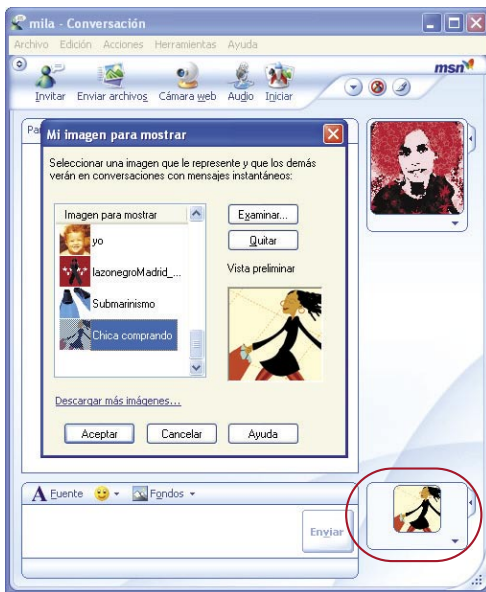 mila - Conversación
Archivo Edición Acciones Herramientas Ayuda
msn
Invitar Enviar archivos Cámara web Audio Iniciar
Pa
Mi imagen para mostrar
Seleccionar una imagen que le represente y que los demás
verán en conversaciones con mensajes instantáneos:
Imagen para mostrar
Examinar...
yo
Quitar
lazonegroMadrid_...
Vista preliminar
Submarinismo
Chica comprando
Descargar más imágenes...
Aceptar Cancelar Ayuda
A Fuente Fondos
Enviar